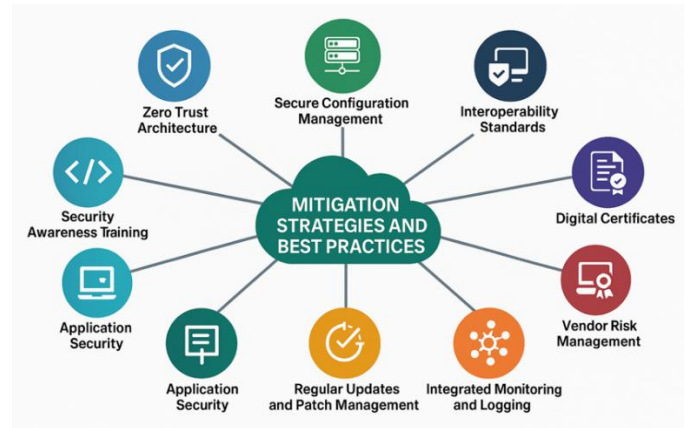 Zero Trust
Architecture
Secure Configuration
Management
Interoperability
Standards
</>
Security
Awareness Training
MITIGATION
STRATEGIES AND
BEST PRACTICES
Digital Certificates
Application
Security
Vendor Risk
Management
Application
Security
Regular Updates
and Patch Management
Integrated Monitoring
and Logging